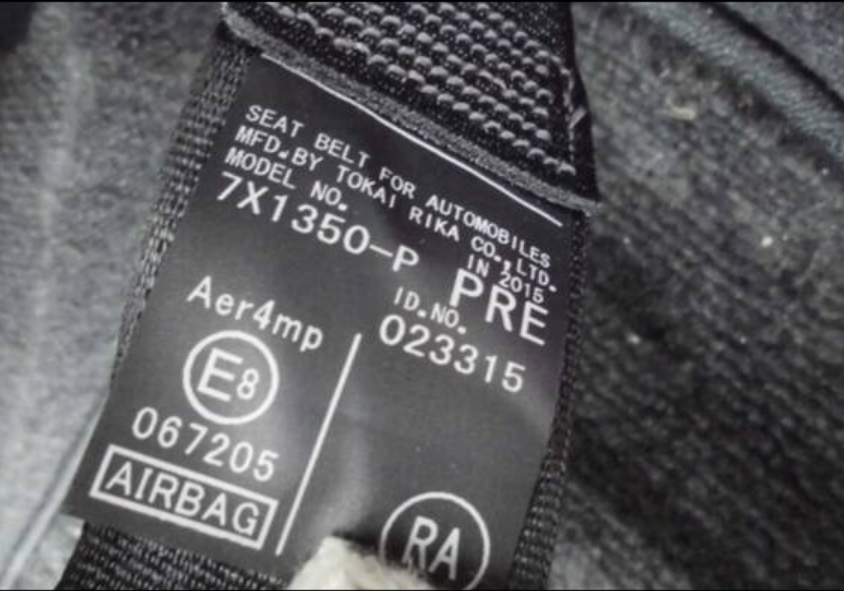 SEAT BELT FOR AUTOMOBILES
MFD.BY TOKAI RIKA CO.,LTD.
MODEL NO. IN 2015
7X1350-P PRE
ID.NO.
023315
Aer4mp
E8
067205
AIRBAG
RA